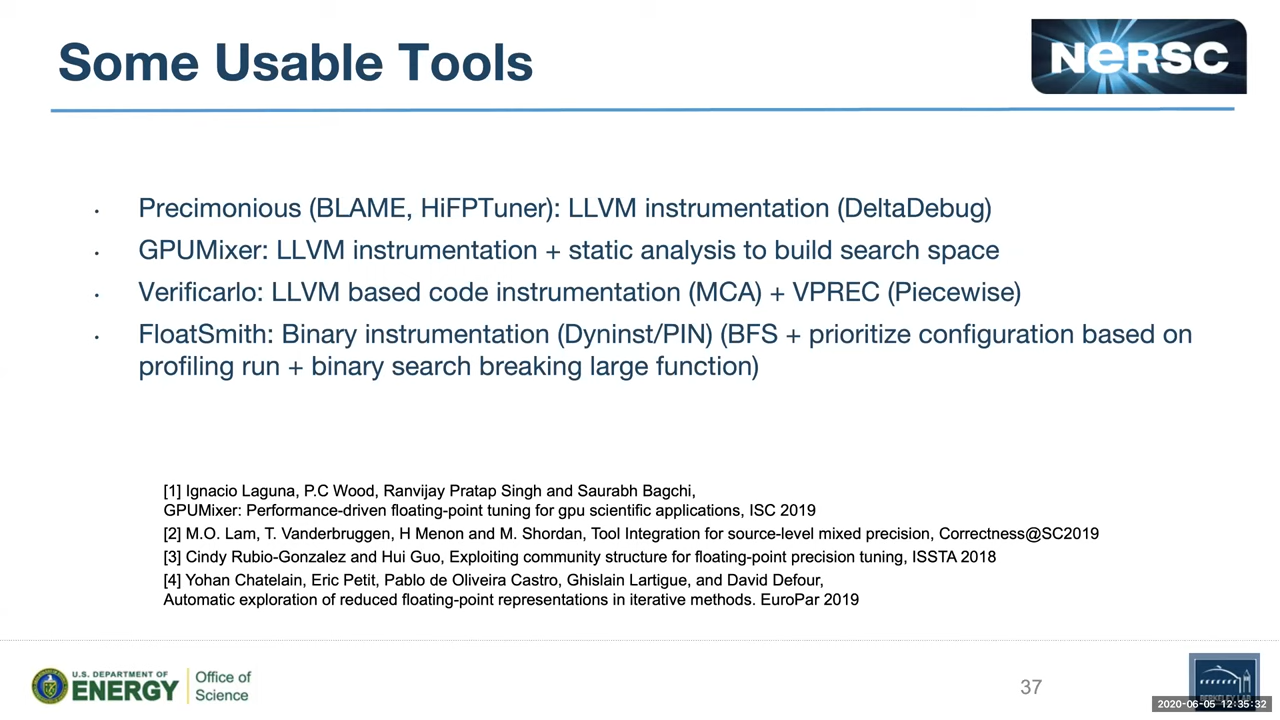 Some Usable Tools
NERSC
· Precimonious (BLAME, HiFPTuner): LLVM instrumentation (DeltaDebug)
· GPUMixer: LLVM instrumentation + static analysis to build search space
· Verificarlo: LLVM based code instrumentation (MCA) + VPREC (Piecewise)
· FloatSmith: Binary instrumentation (Dyninst/PIN) (BFS + prioritize configuration based on
profiling run + binary search breaking large function)
[1] Ignacio Laguna, P.C Wood, Ranvijay Pratap Singh and Saurabh Bagchi,
GPUMixer: Performance-driven floating-point tuning for gpu scientific applications, ISC 2019
[2] M.O. Lam, T. Vanderbruggen, H Menon and M. Shordan, Tool Integration for source-level mixed precision, Correctness@SC2019
[3] Cindy Rubio-Gonzalez and Hui Guo, Exploiting community structure for floating-point precision tuning, ISSTA 2018
[4] Yohan Chatelain, Eric Petit, Pablo de Oliveira Castro, Ghislain Lartigue, and David Defour,
Automatic exploration of reduced floating-point representations in iterative methods. EuroPar 2019
U.S. DEPARTMENT OF
ENERGY
Office of
Science
37
2020-06-05 12:35:32